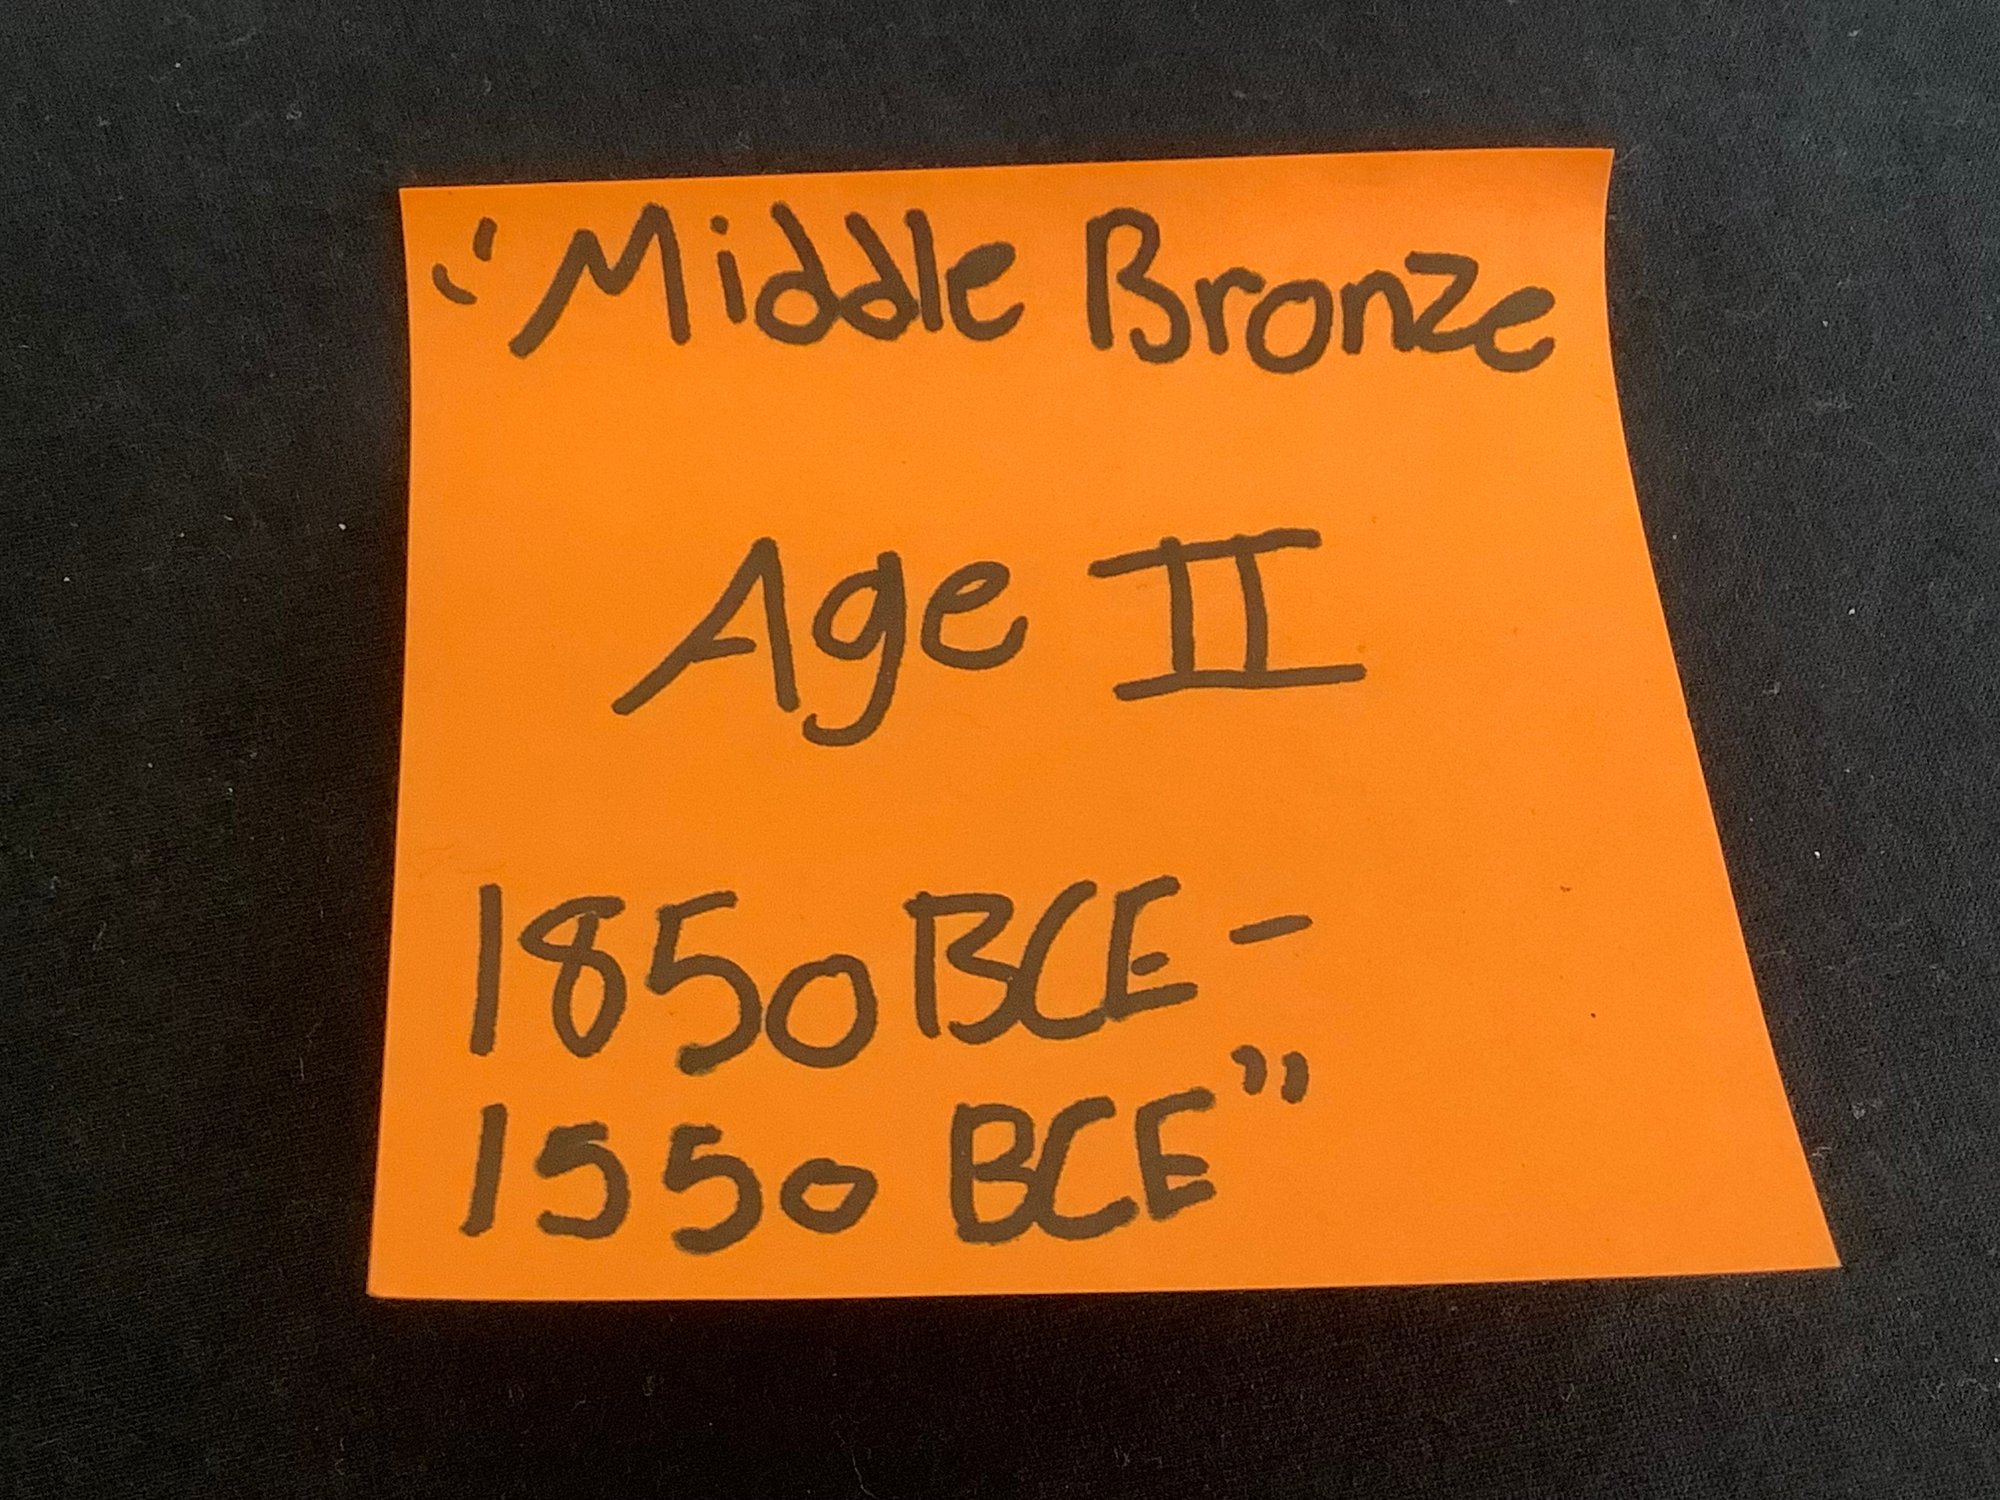 "Middle Bronze
Age II
1850 BCE -
1550 BCE"